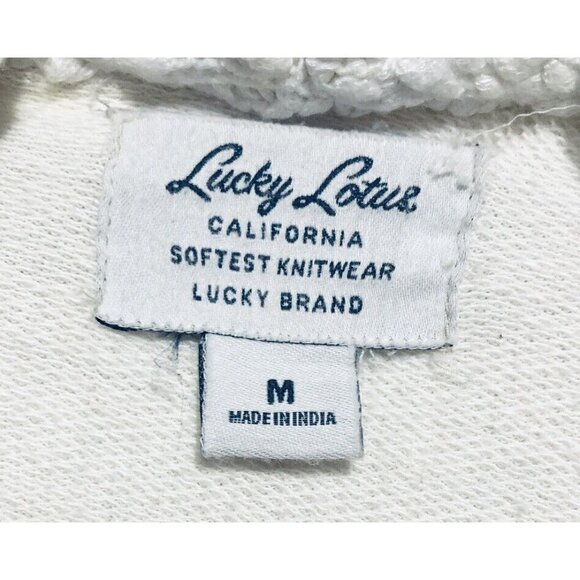 Lucky Lotus
CALIFORNIA
SOFTEST KNITWEAR
LUCKY BRAND
M
MADE IN INDIA